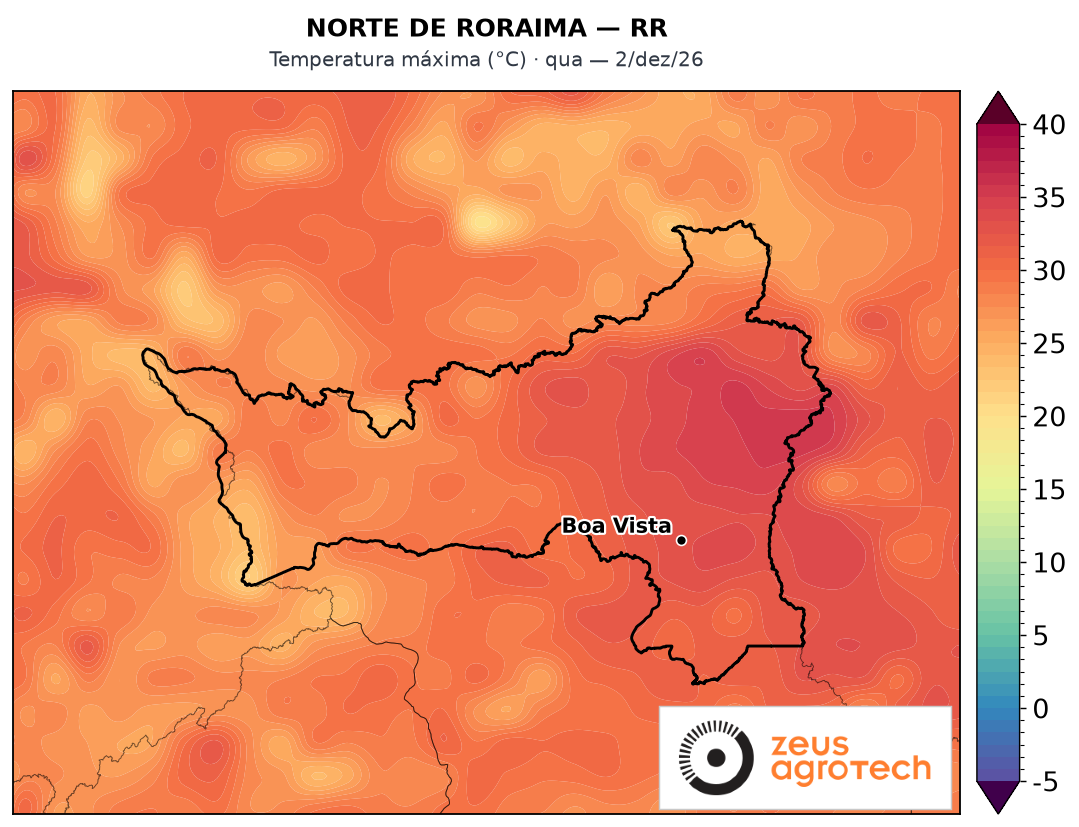 NORTE DE RORAIMA — RR
Temperatura máxima (°C) · qua — 2/dez/26
40
35
30
25
20
15
10
5
0
-5
Boa Vista
zeus
agrotech